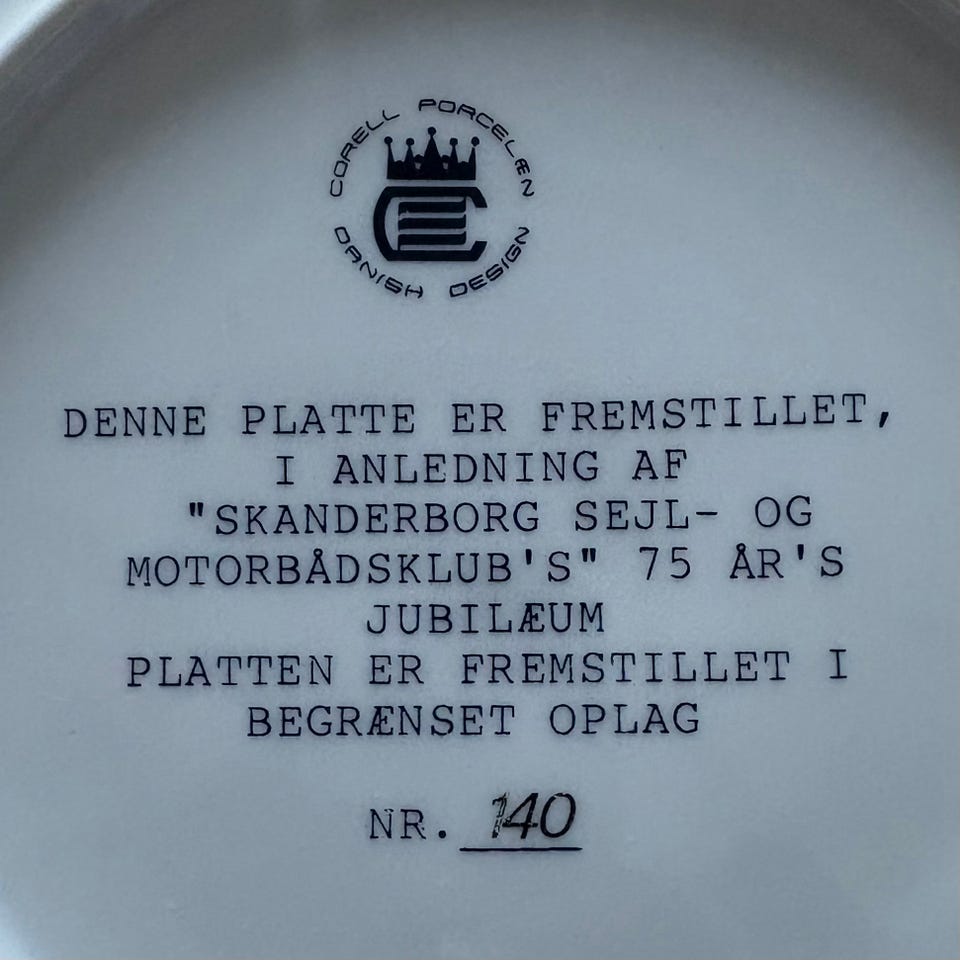 CORELL PORCELÆN
DANISH DESIGN
DENNE PLATTE ER FREMSTILLET,
I ANLEDNING AF
"SKANDERBORG SEJL- OG
MOTORBÅDSKLUB'S" 75 ÅR'S
JUBILÆUM
PLATTEN ER FREMSTILLET I
BEGRÆNSET OPLAG
NR. 140